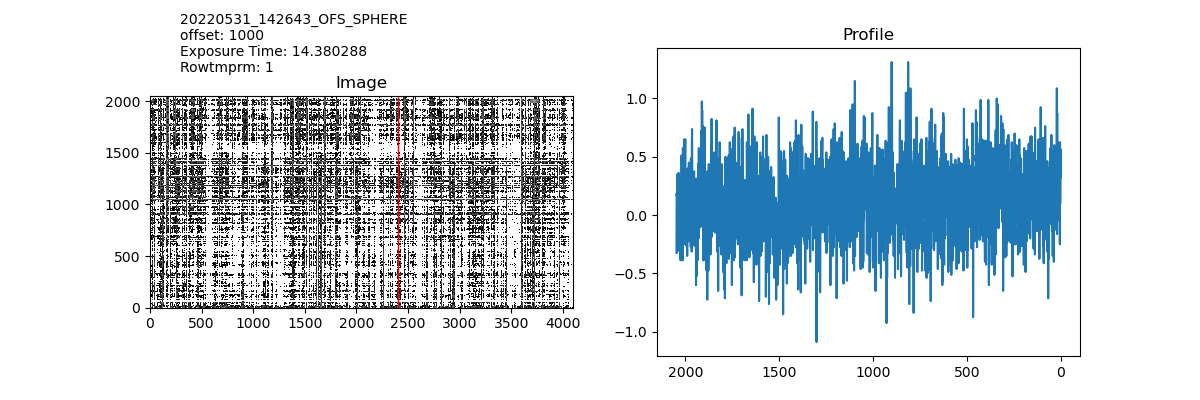 20220531_142643_OFS_SPHERE
offset: 1000
Exposure Time: 14.380288
Rowtmprm: 1
Image
2000
1500
1000
500
0
0 500 1000 1500 2000 2500 3000 3500 4000
Profile
1.0
0.5
0.0
−0.5
−1.0
2000 1500 1000 500 0